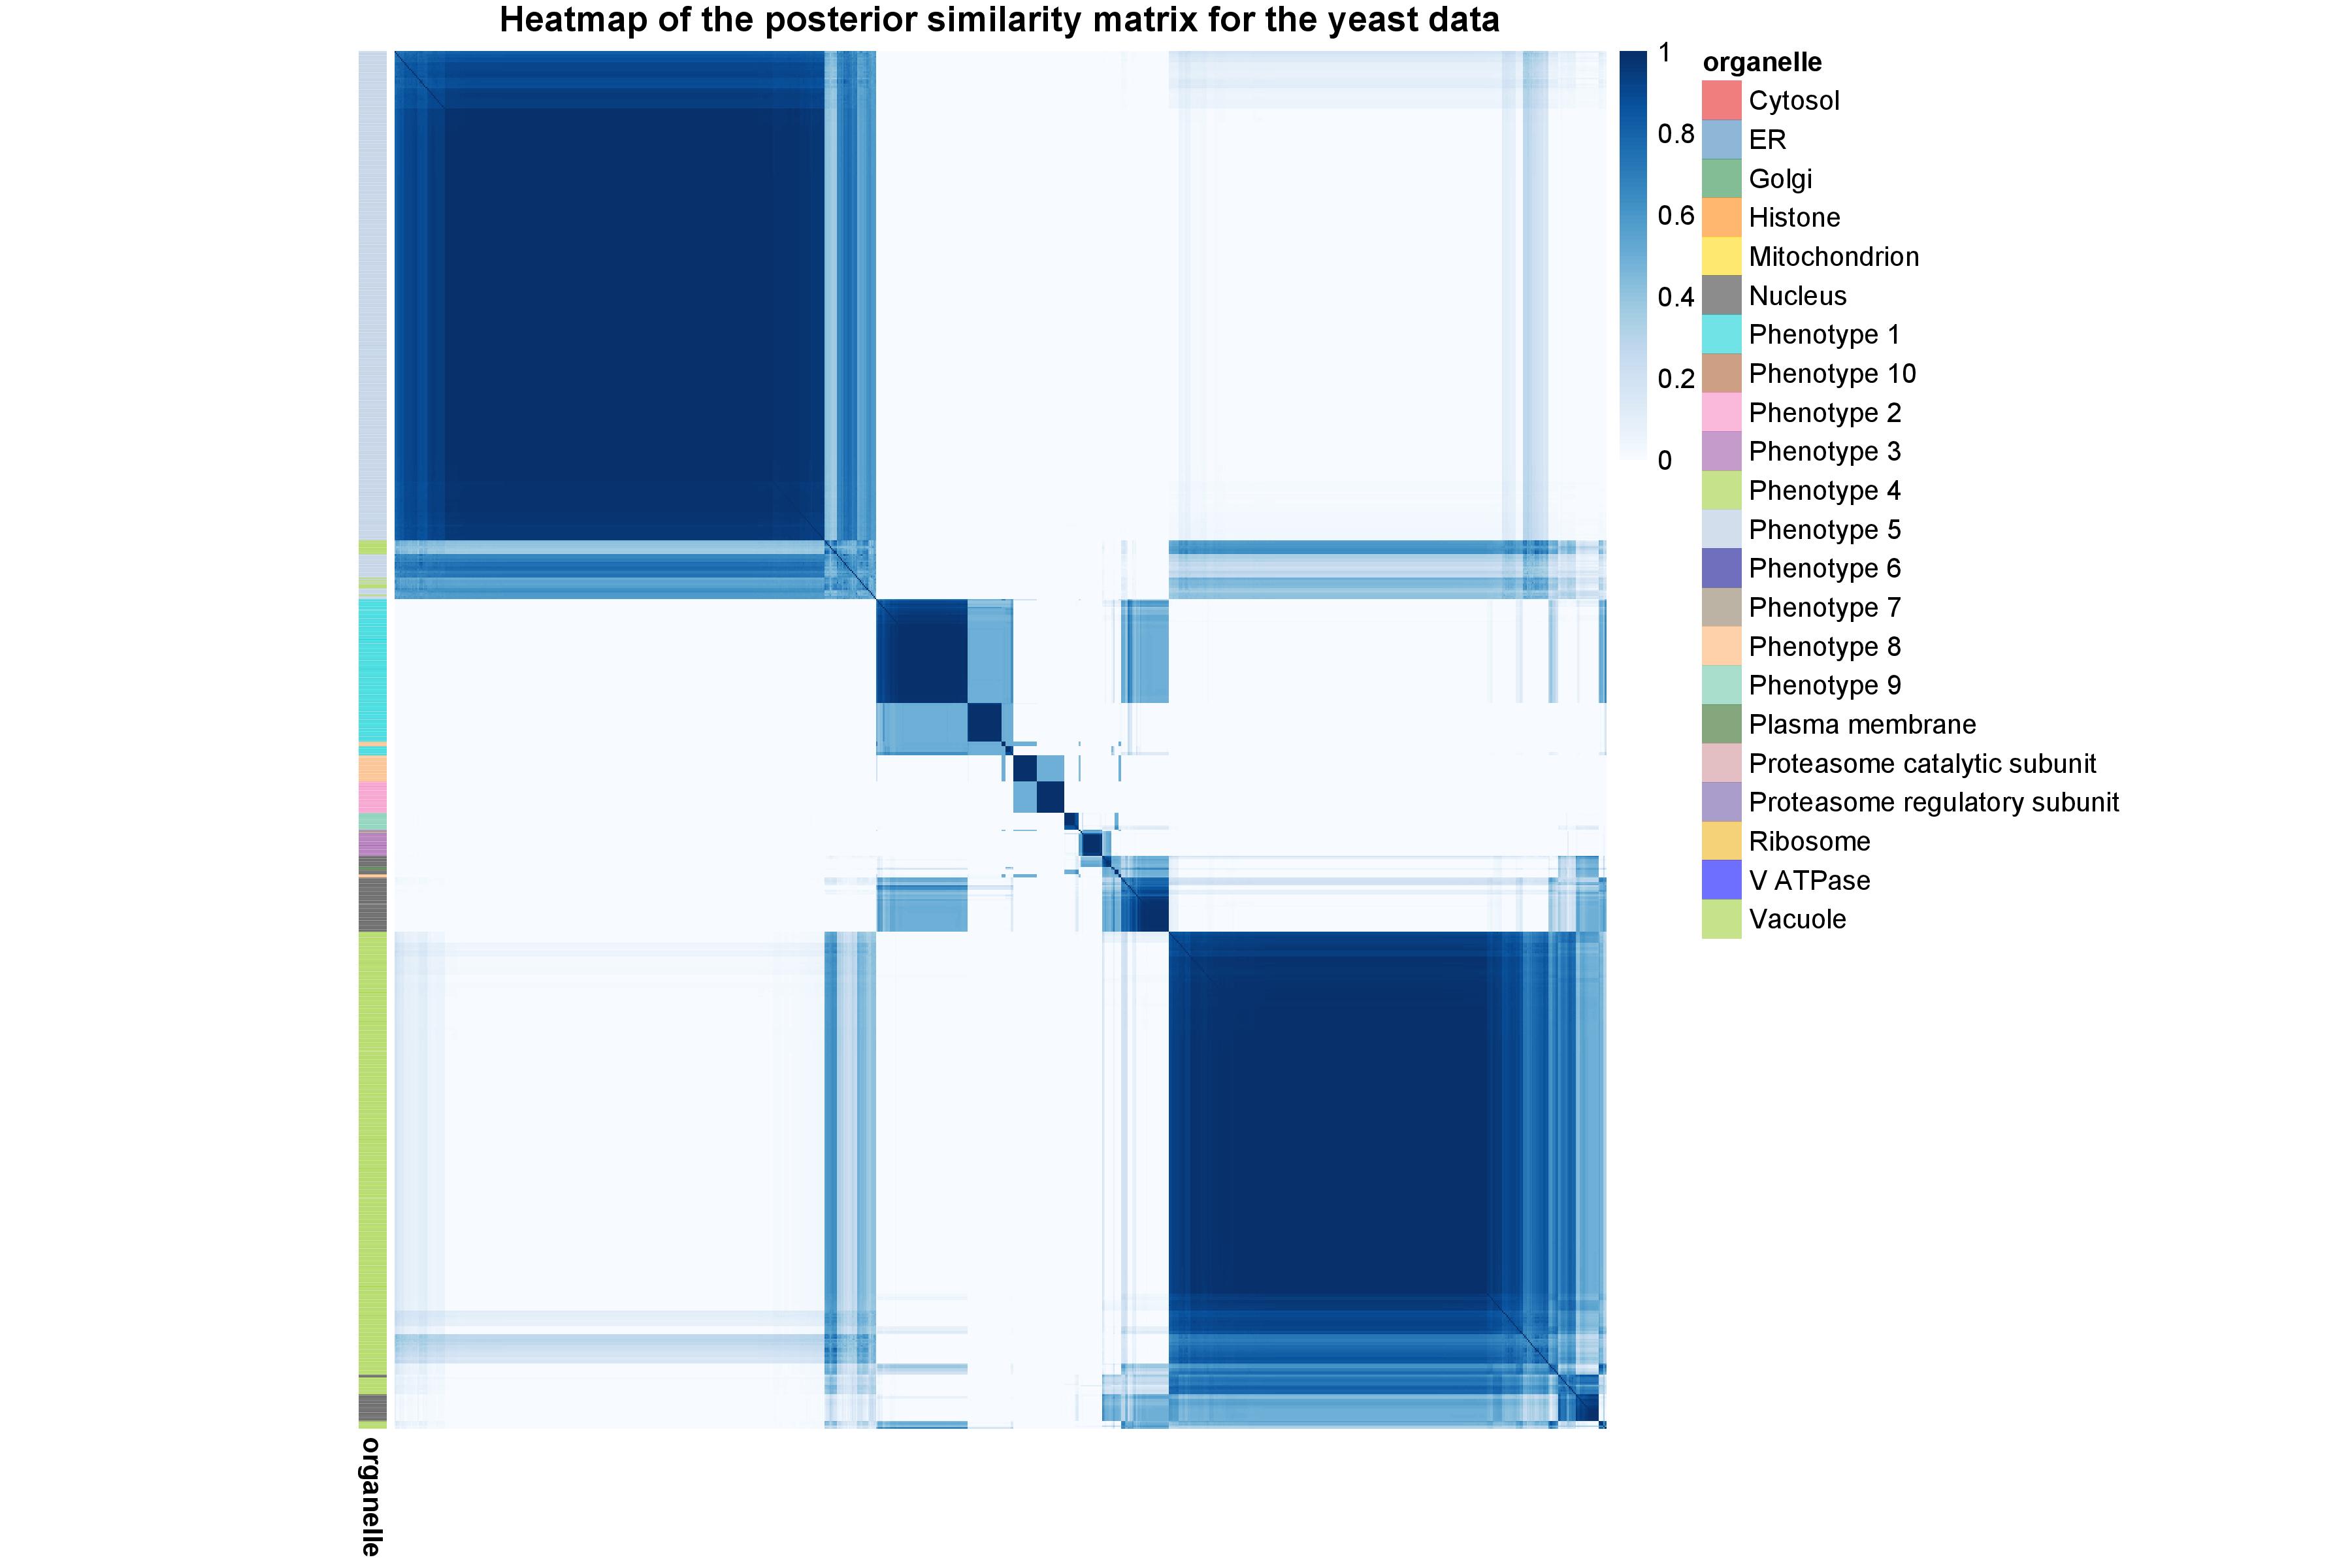 Heatmap of the posterior similarity matrix for the yeast data
1
0.8
0.6
0.4
0.2
0
organelle
Cytosol
ER
Golgi
Histone
Mitochondrion
Nucleus
Phenotype 1
Phenotype 10
Phenotype 2
Phenotype 3
Phenotype 4
Phenotype 5
Phenotype 6
Phenotype 7
Phenotype 8
Phenotype 9
Plasma membrane
Proteasome catalytic subunit
Proteasome regulatory subunit
Ribosome
V ATPase
Vacuole
organelle